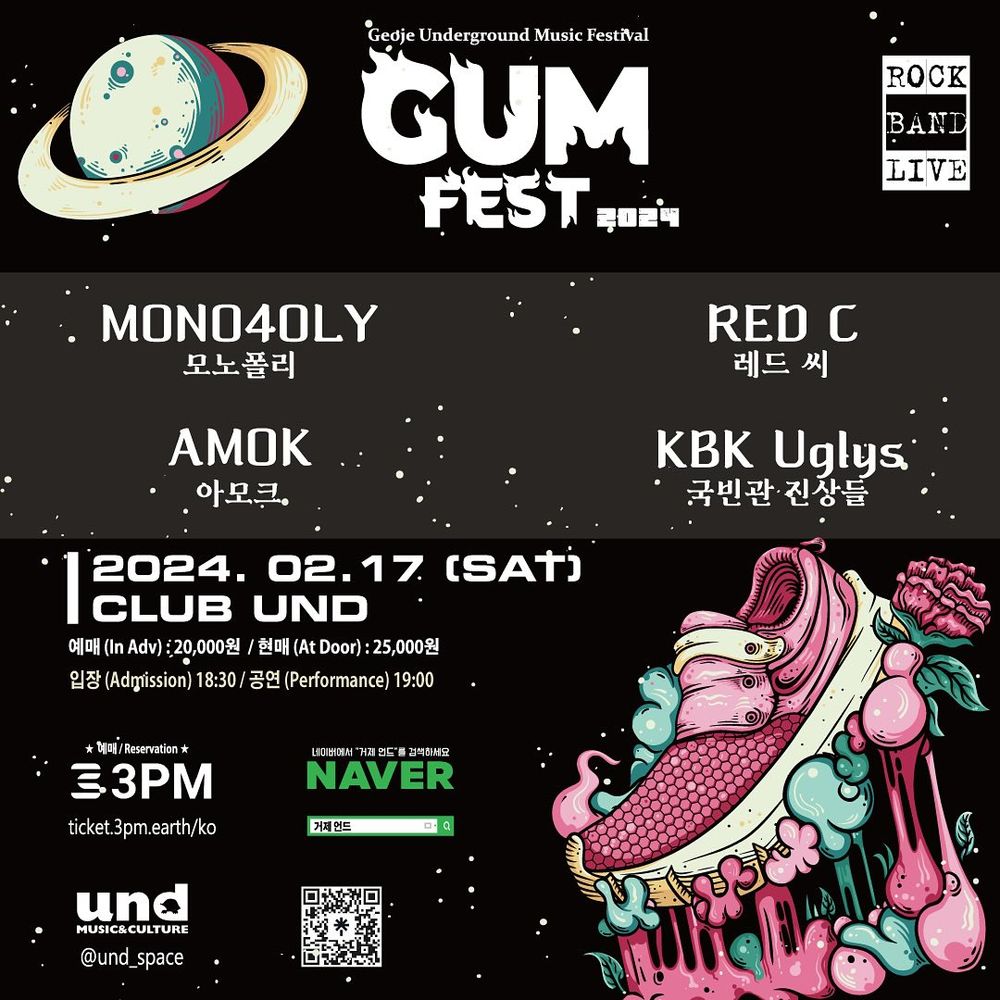 Geoje Underground Music Festival
GUM
FEST 2024
ROCK
BAND
LIVE
MONO4OLY
모노폴리
RED C
레드 씨
AMOK
아모크
KBK Uglys
국빈관 진상들
2024. 02.17 (SAT)
CLUB UND
예매 (In Adv) : 20,000원 / 현매 (At Door) : 25,000원
입장 (Admission) 18:30 / 공연 (Performance) 19:00
★ 예매 / Reservation ★
3PM
ticket.3pm.earth/ko
네이버에서 "거제 언드"를 검색하세요
NAVER
거제 언드
und
MUSIC&CULTURE
@und_space